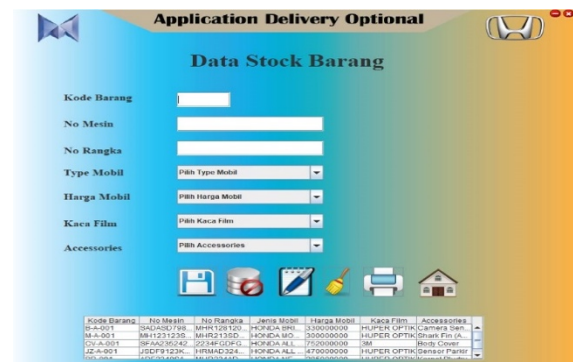 Application Delivery Optional
Data Stock Barang
Kode Barang
No Mesin
No Rangka
Type Mobil Pilih Type Mobil
Harga Mobil Pilih Harga Mobil
Kaca Film Pilih Kaca Film
Accessories Pilih Accessories
Kode Barang No Mesin No Rangka Jenis Mobil Harga Mobil Kaca Film Accessories
B-A-001 SADASD798... MHR128120... HONDA BRI... 330000000 HUPER OPTIK Camera Sen...
M-A-001 MH123123S... MHR213SD... HONDA MO... 300000000 HUPER OPTIK Shark Fin (A...
CV-A-001 SFAA235242 2234FGDFG... HONDA ALL... 752000000 3M Body Cover
JZ-A-001 JSDF9123K... HRMAD324... HONDA ALL... 470000000 HUPER OPTIK Sensor Parkir